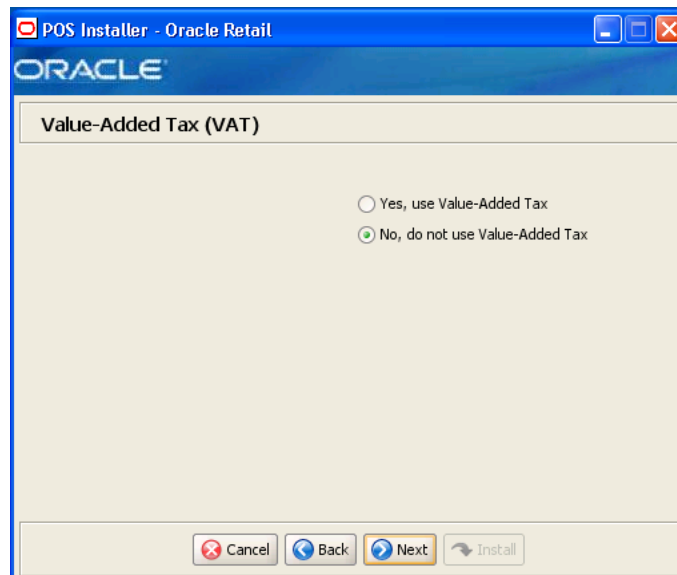 POS Installer - Oracle Retail
ORACLE
Value-Added Tax (VAT)
Yes, use Value-Added Tax
No, do not use Value-Added Tax
Cancel
Back
Next
Install